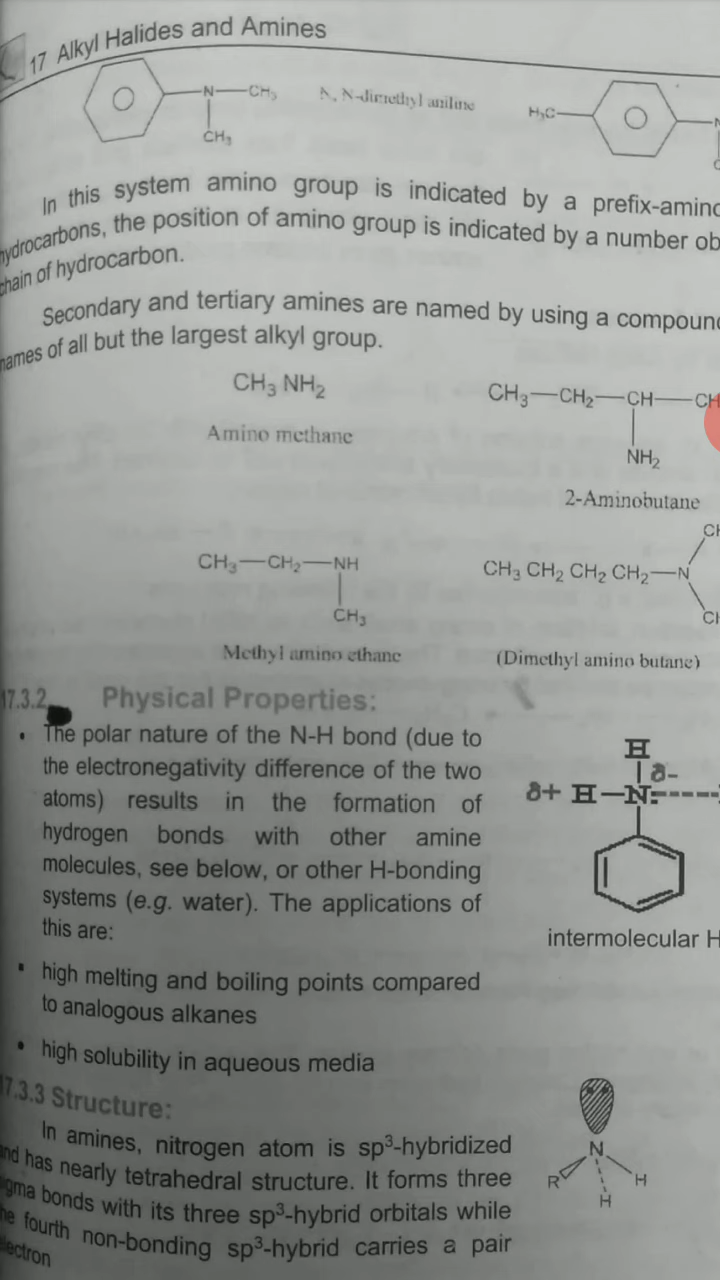 17 Alkyl Halides and Amines
N—CH₃ N, N-dimethyl aniline H₃C
CH₃
In this system amino group is indicated by a prefix-amino
hydrocarbons, the position of amino group is indicated by a number ob
chain of hydrocarbon.
Secondary and tertiary amines are named by using a compound
names of all but the largest alkyl group.
CH₃ NH₂ CH₃—CH₂—CH—CH
NH₂
Amino methane 2-Aminobutane
CH₃—CH₂—NH CH₃ CH₂ CH₂ CH₂—N
CH₃
Methyl amino ethane (Dimethyl amino butane)
17.3.2 Physical Properties:
• The polar nature of the N-H bond (due to
the electronegativity difference of the two
atoms) results in the formation of
hydrogen bonds with other amine
molecules, see below, or other H-bonding
systems (e.g. water). The applications of
this are:
• high melting and boiling points compared
to analogous alkanes
• high solubility in aqueous media
H
δ-
δ+ H—N:
intermolecular H
17.3.3 Structure:
In amines, nitrogen atom is sp³-hybridized
and has nearly tetrahedral structure. It forms three
sigma bonds with its three sp³-hybrid orbitals while
the fourth non-bonding sp³-hybrid carries a pair
electron
N
R H
H